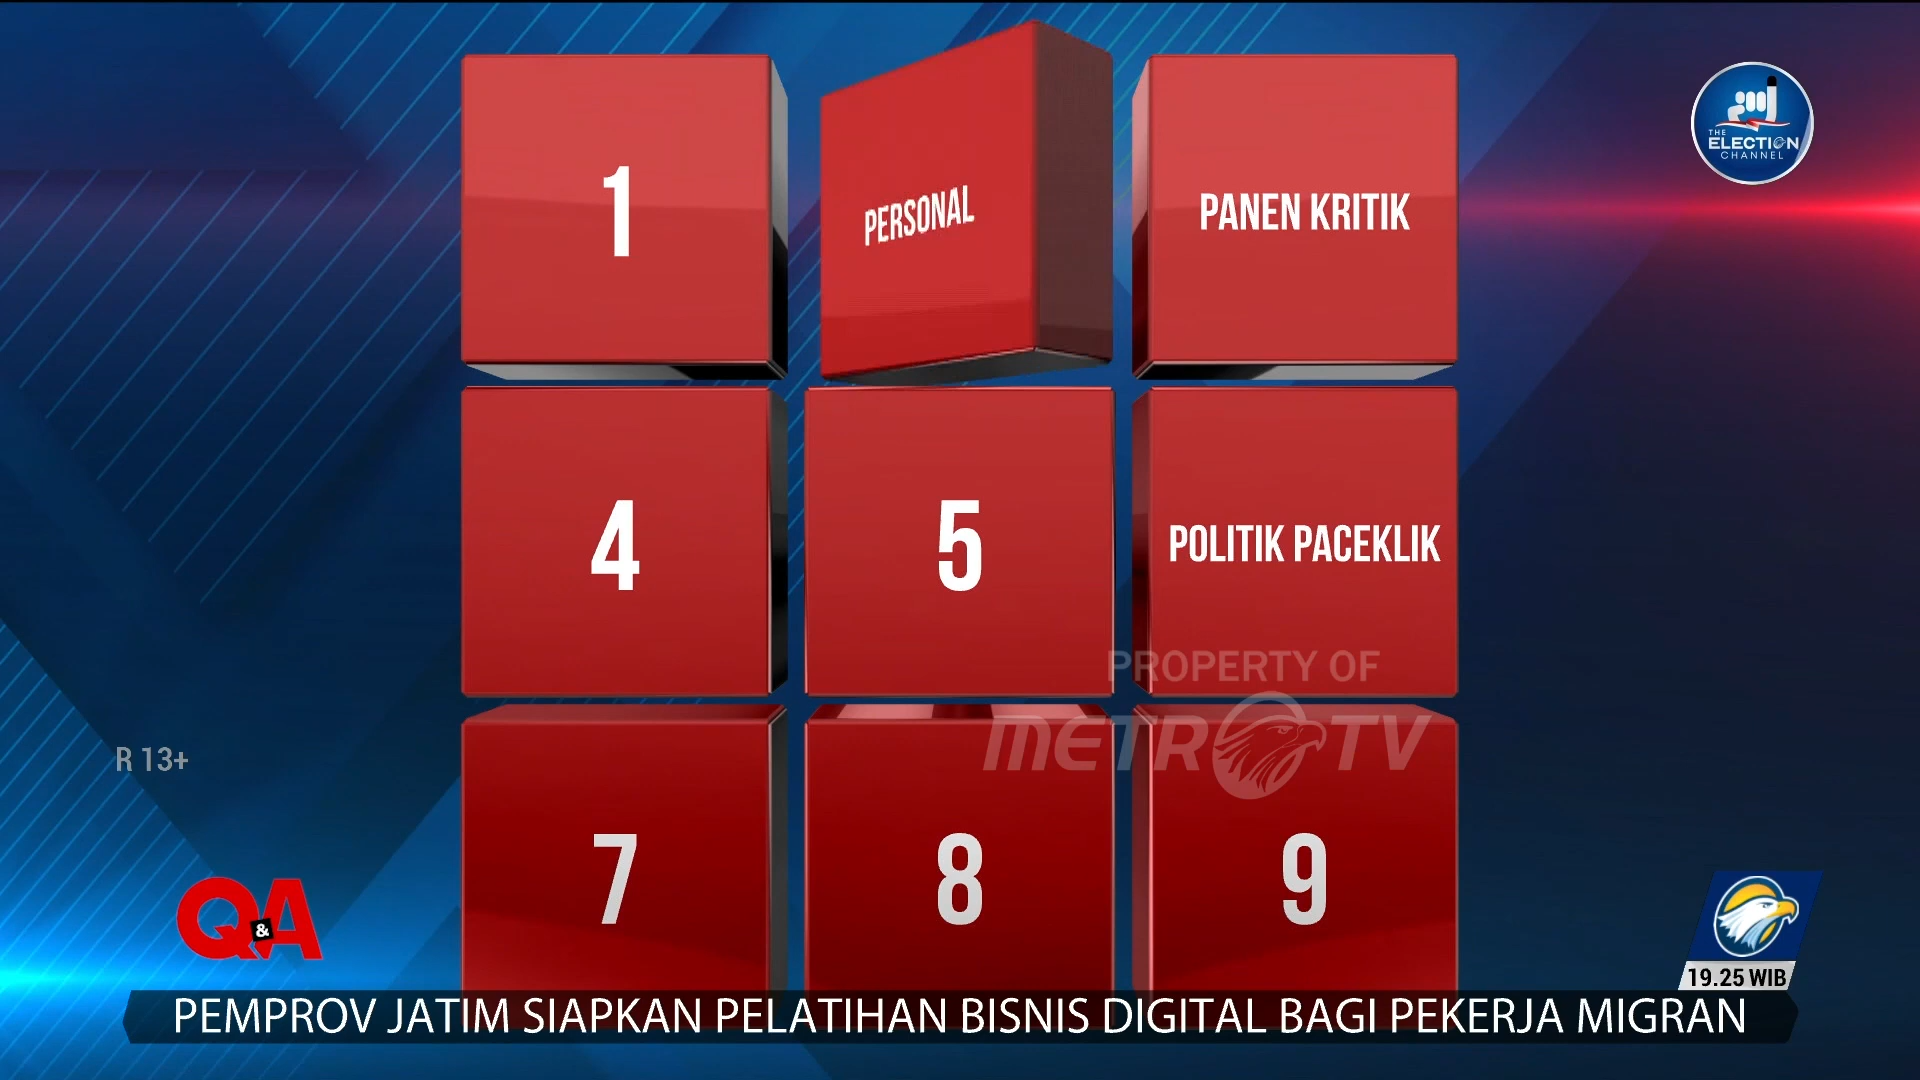 1
PERSONAL
PANEN KRITIK
THE
ELECTION
CHANNEL
4
5
POLITIK PACEKLIK
PROPERTY OF
METRO TV
R 13+
7
8
9
Q&A
19.25 WIB
PEMPROV JATIM SIAPKAN PELATIHAN BISNIS DIGITAL BAGI PEKERJA MIGRAN